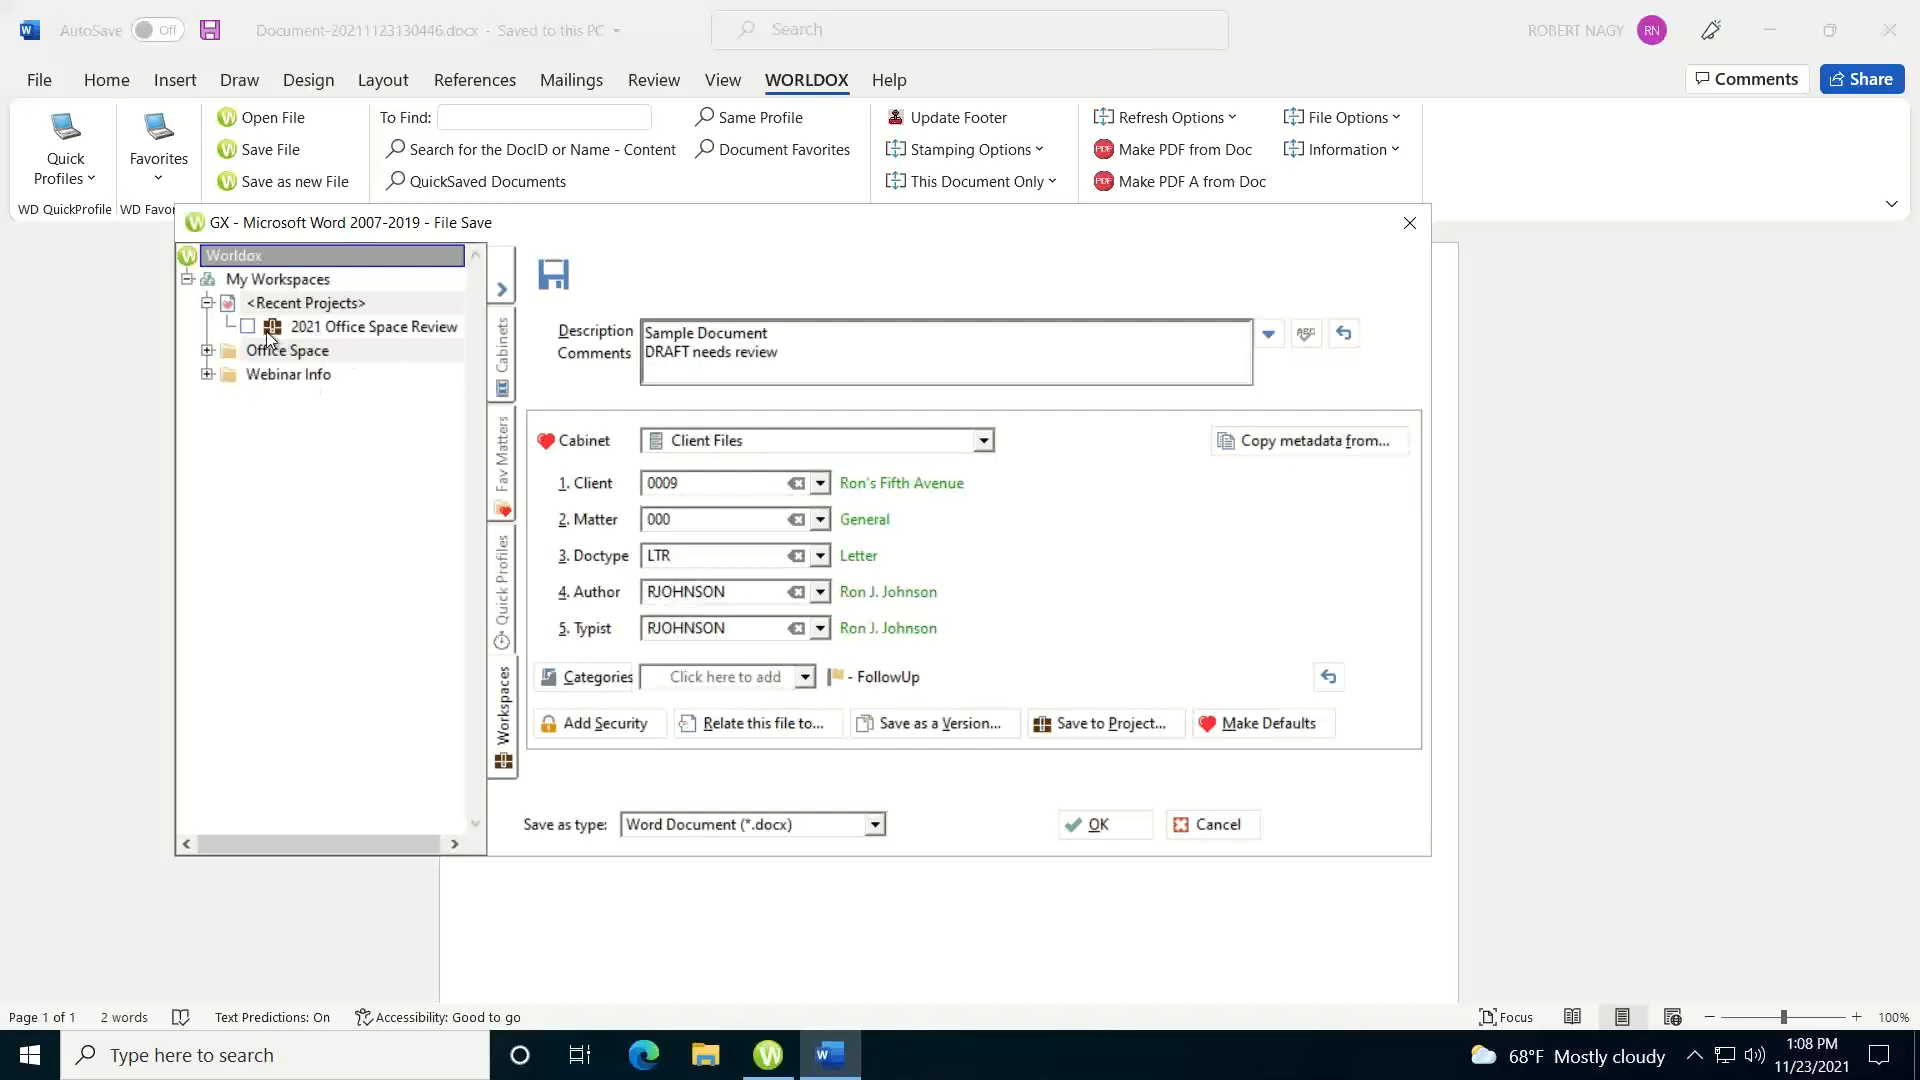 AutoSave Off Document-20211123130446.docx - Saved to this PC Search ROBERT NAGY RN
File Home Insert Draw Design Layout References Mailings Review View WORLDOX Help Comments Share
Quick Profiles
Favorites
Open File
Save File
Save as new File
To Find:
Search for the DocID or Name - Content
QuickSaved Documents
Same Profile
Document Favorites
Update Footer
Stamping Options
This Document Only
Refresh Options
Make PDF from Doc
Make PDF A from Doc
File Options
Information
WD QuickProfile WD Favor
GX - Microsoft Word 2007-2019 - File Save
Worldox
My Workspaces
<Recent Projects>
2021 Office Space Review
Office Space
Webinar Info
Cabinets
Fav Matters
Quick Profiles
Workspaces
Description Sample Document
Comments DRAFT needs review
Cabinet Client Files Copy metadata from...
1. Client 0009 Ron's Fifth Avenue
2. Matter 000 General
3. Doctype LTR Letter
4. Author RJOHNSON Ron J. Johnson
5. Typist RJOHNSON Ron J. Johnson
Categories Click here to add - FollowUp
Add Security Relate this file to... Save as a Version... Save to Project... Make Defaults
Save as type: Word Document (*.docx) OK Cancel
Page 1 of 1 2 words Text Predictions: On Accessibility: Good to go Focus 100%
Type here to search 68°F Mostly cloudy 1:08 PM
11/23/2021